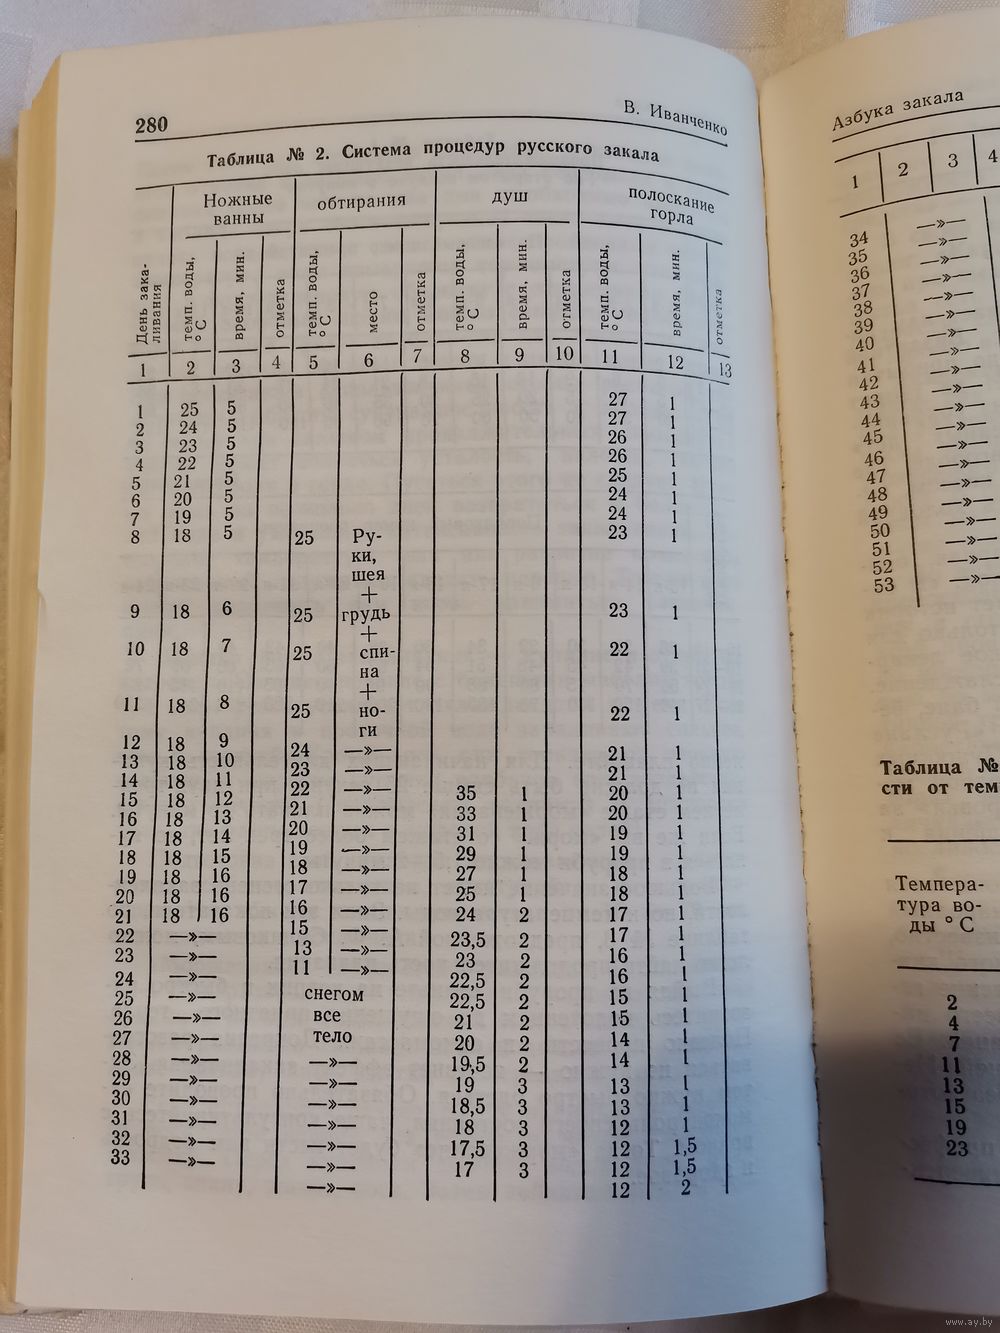 280 В. Иванченко
Таблица № 2. Система процедур русского закала
Ножные ванны обтирания душ полоскание горла
День зака-
ливания
темп. воды, °С
время, мин.
отметка
темп. воды, °С
место
отметка
темп. воды, °С
время, мин.
отметка
темп. воды, °С
время, мин.
отметка
1 2 3 4 5 6 7 8 9 10 11 12 13
1 25 5 27 1
2 24 5 27 1
3 23 5 26 1
4 22 5 26 1
5 21 5 25 1
6 20 5 24 1
7 19 5 24 1
8 18 5 25 Ру- 23 1
ки,
шея
+
9 18 6 25 грудь 23 1
+
10 18 7 25 спи- 22 1
на
+
11 18 8 25 но- 22 1
ги
12 18 9 24 —»— 21 1
13 18 10 23 —»— 21 1
14 18 11 22 —»— 35 1 20 1
15 18 12 21 —»— 33 1 20 1
16 18 13 20 —»— 31 1 19 1
17 18 14 19 —»— 29 1 19 1
18 18 15 18 —»— 27 1 18 1
19 18 16 17 —»— 25 1 18 1
20 18 16 16 —»— 24 2 17 1
21 18 16 15 —»— 23,5 2 17 1
22 —»— 13 —»— 23 2 16 1
23 —»— 11 —»— 22,5 2 16 1
24 —»— снегом 22,5 2 15 1
25 —»— все 21 2 15 1
26 —»— тело 20 2 14 1
27 —»— —»— 19,5 2 14 1
28 —»— —»— 19 3 13 1
29 —»— —»— 18,5 3 13 1
30 —»— —»— 18 3 12 1
31 —»— —»— 17,5 3 12 1,5
32 —»— —»— 17 3 12 1,5
33 —»— —»— 12 2
Азбука закала
1 2 3 4
34 —»—
35 —»—
36 —»—
37 —»—
38 —»—
39 —»—
40 —»—
41 —»—
42 —»—
43 —»—
44 —»—
45 —»—
46 —»—
47 —»—
48 —»—
49 —»—
50 —»—
51 —»—
52 —»—
53 —»—
Таблица №
сти от тем
Темпера-
тура во-
ды °С
2
4
7
11
13
15
19
23
www.ay.by